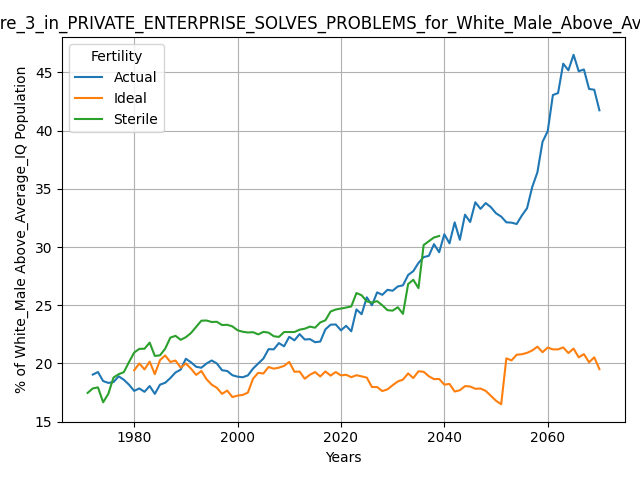 re_3_in_PRIVATE_ENTERPRISE_SOLVES_PROBLEMS_for_White_Male_Above_Av
Fertility
Actual
Ideal
Sterile
% of White_Male Above_Average_IQ Population
45
40
35
30
25
20
15
1980
2000
2020
2040
2060
Years